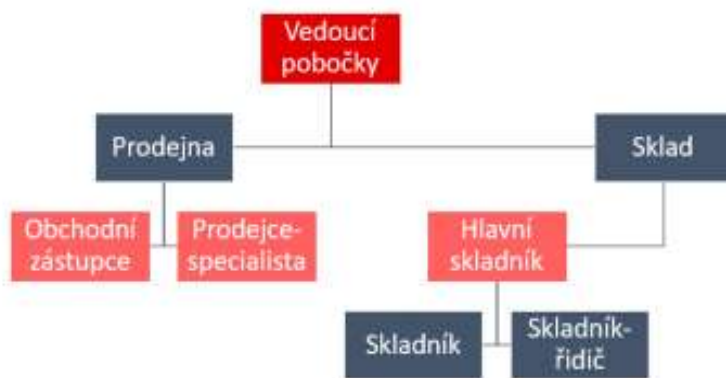 Vedoucí
pobočky
Prodejna
Sklad
Obchodní
zástupce
Prodejce-
specialista
Hlavní
skladník
Skladník
Skladník-
řidič